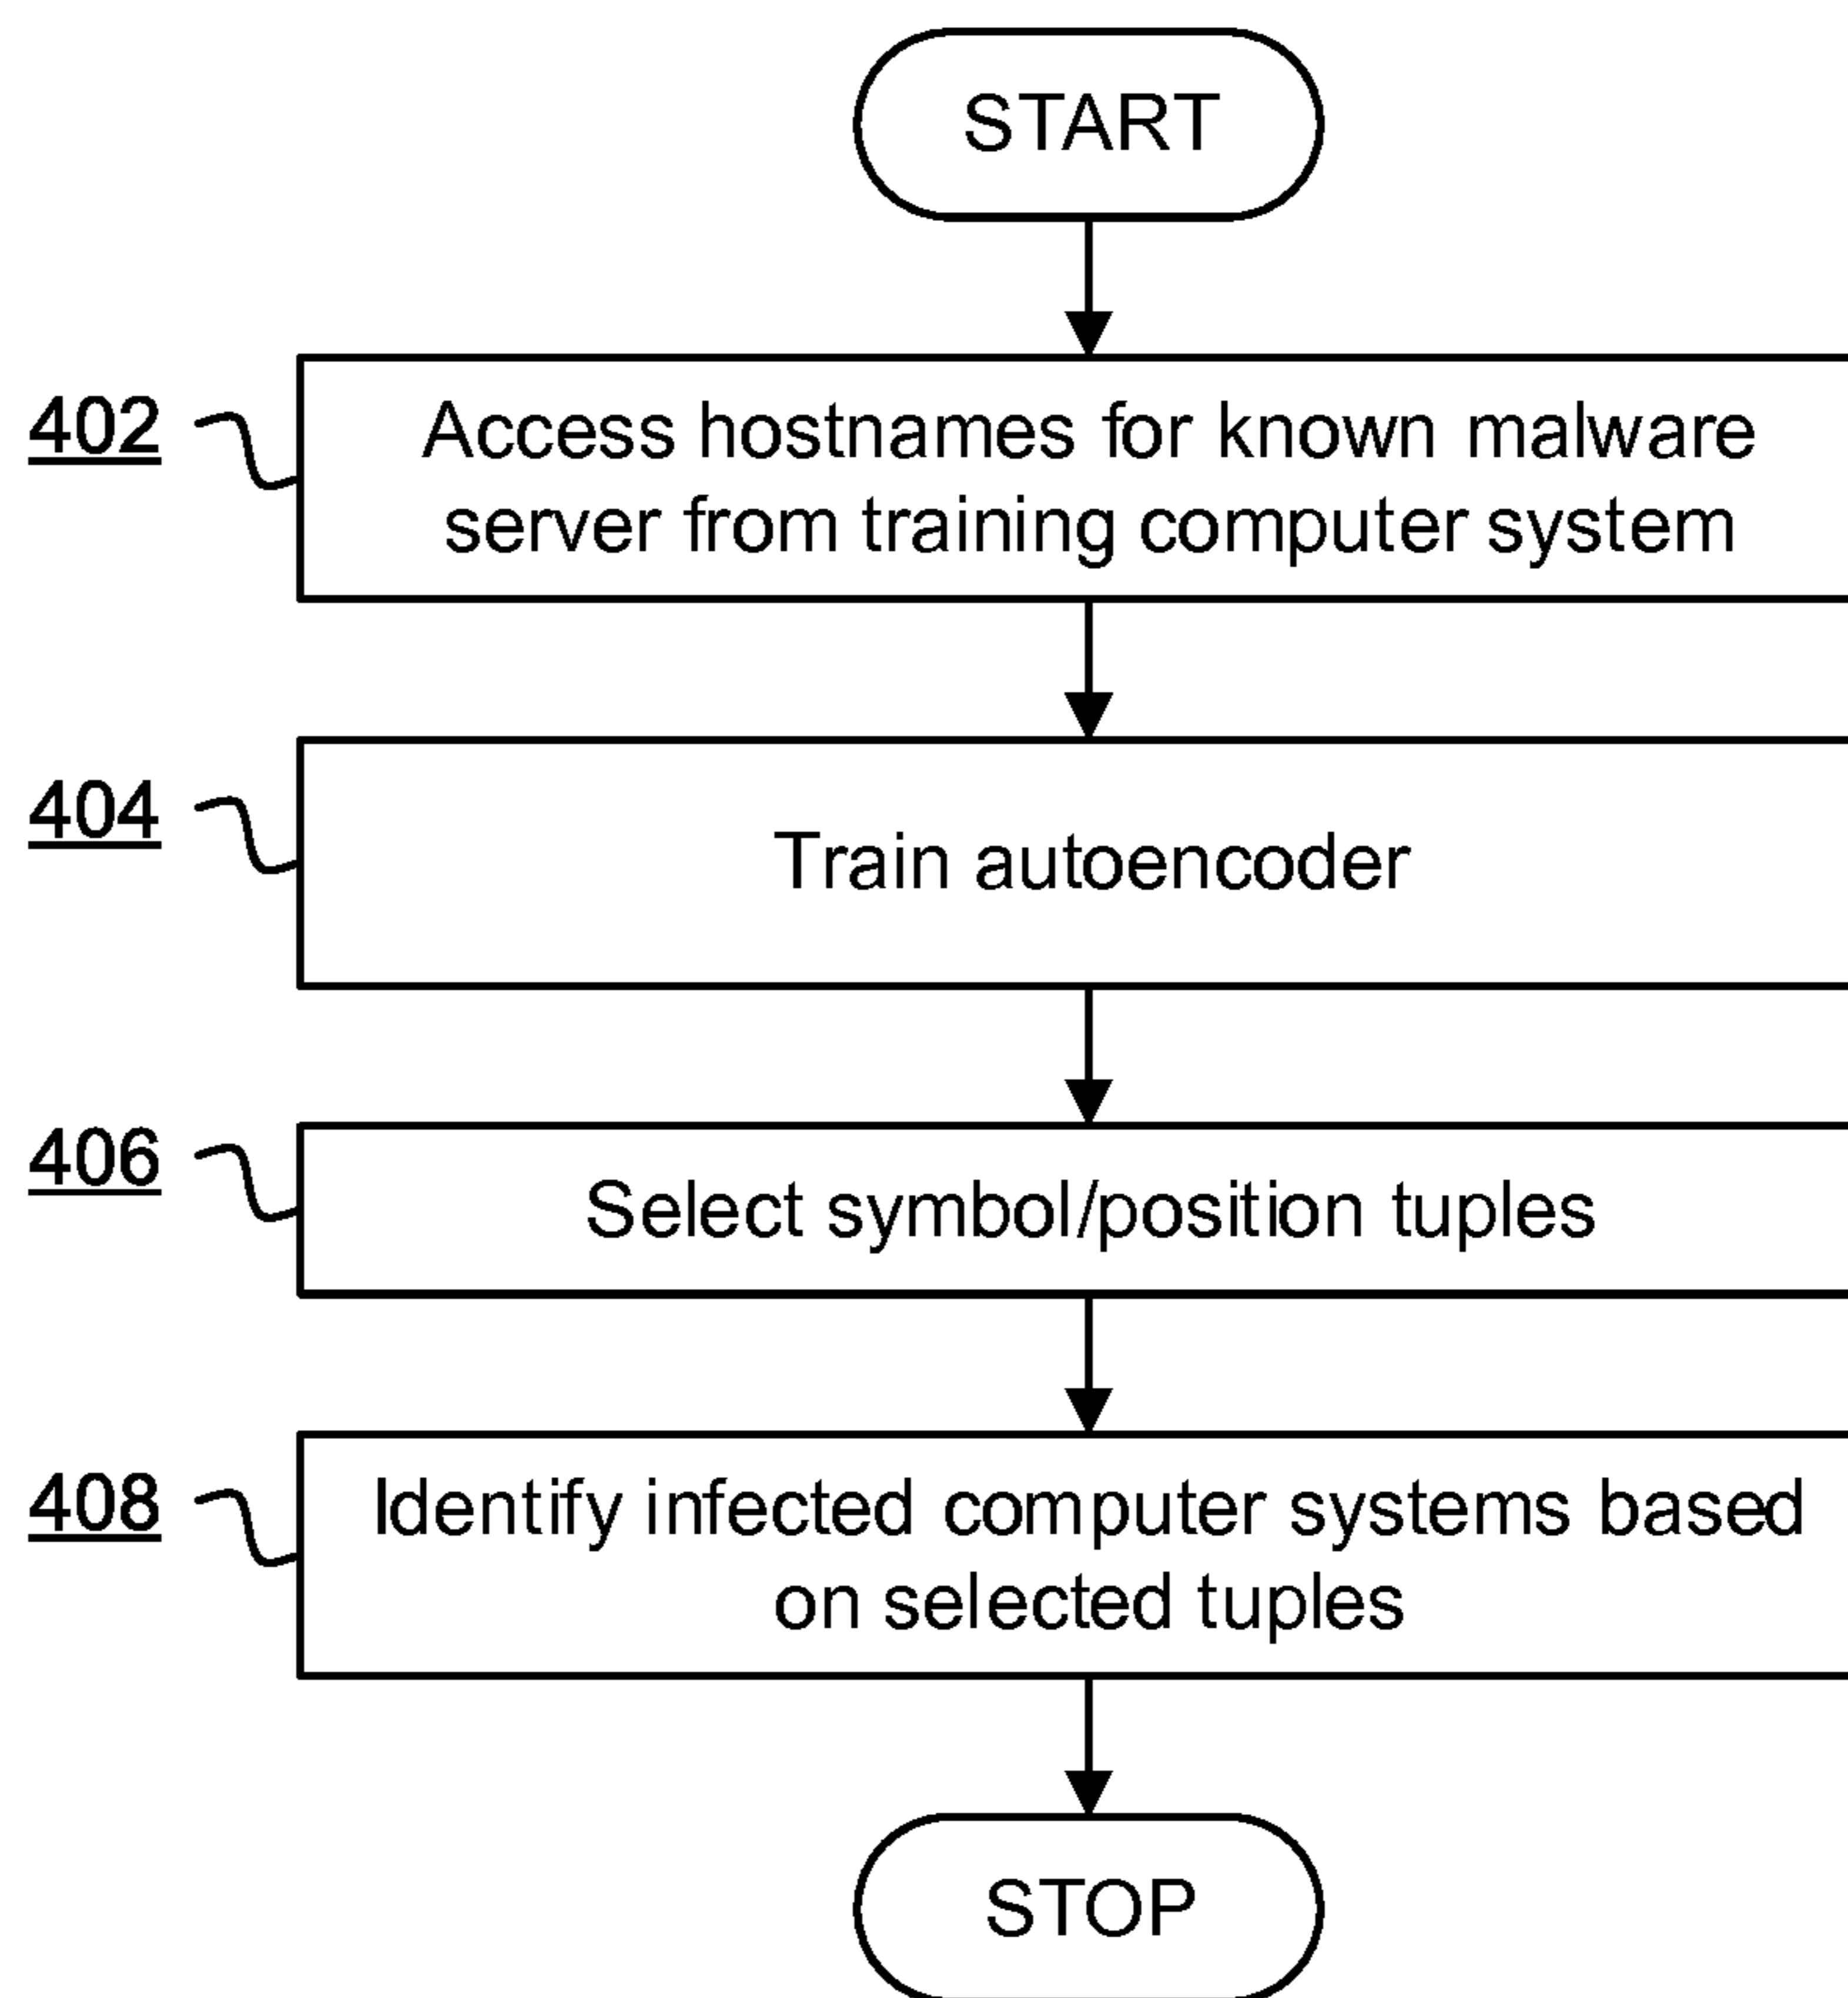 START
402
Access hostnames for known malware
server from training computer system
404
Train autoencoder
406
Select symbol/position tuples
408
Identify infected computer systems based
on selected tuples
STOP